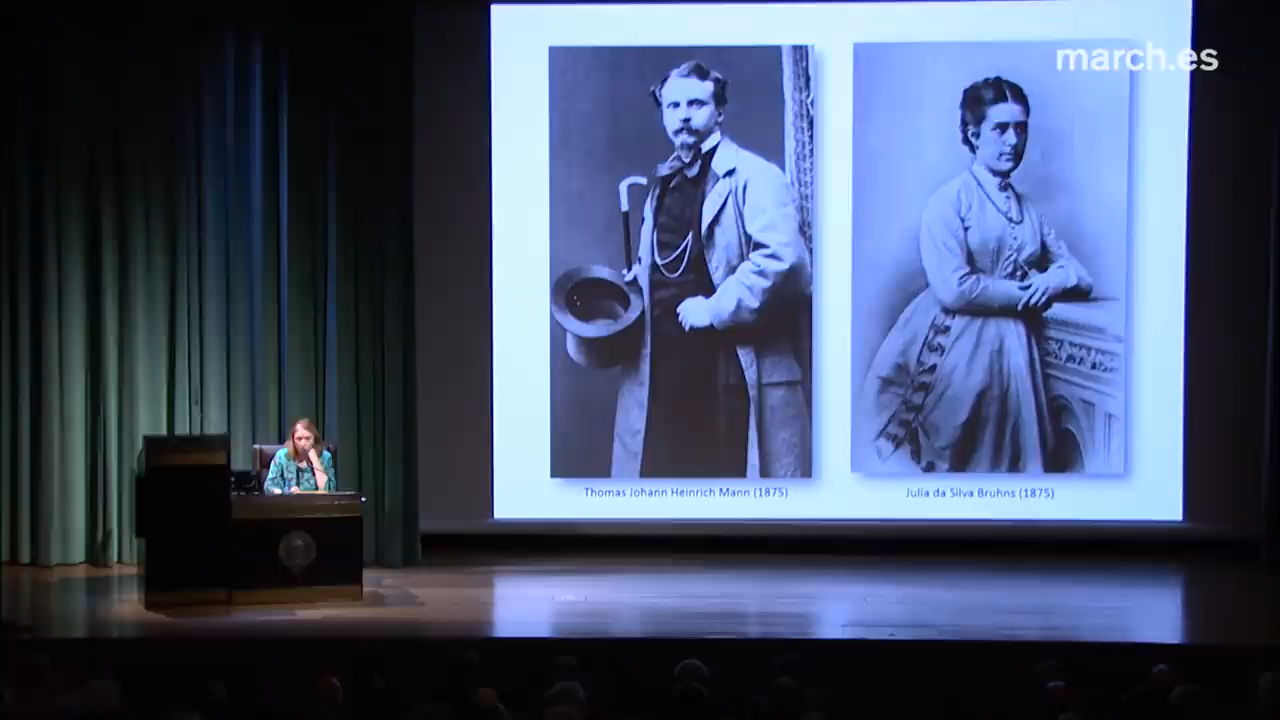 march.es
Thomas Johann Heinrich Mann (1875)
Julia da Silva Bruhns (1875)